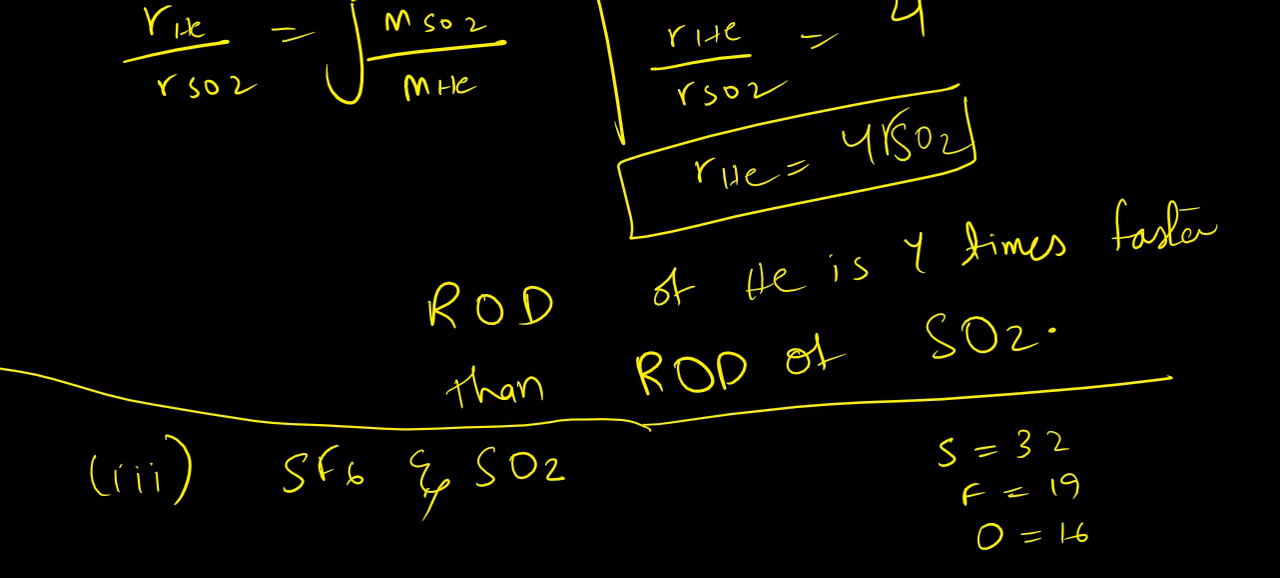 rHe / rSO2 = √ MSO2 / MHe
rHe / rSO2 = 4
rHe = 4rSO2
ROD of He is 4 times faster
than ROD of SO2.
(iii) SF6 & SO2
S = 32
F = 19
O = 16